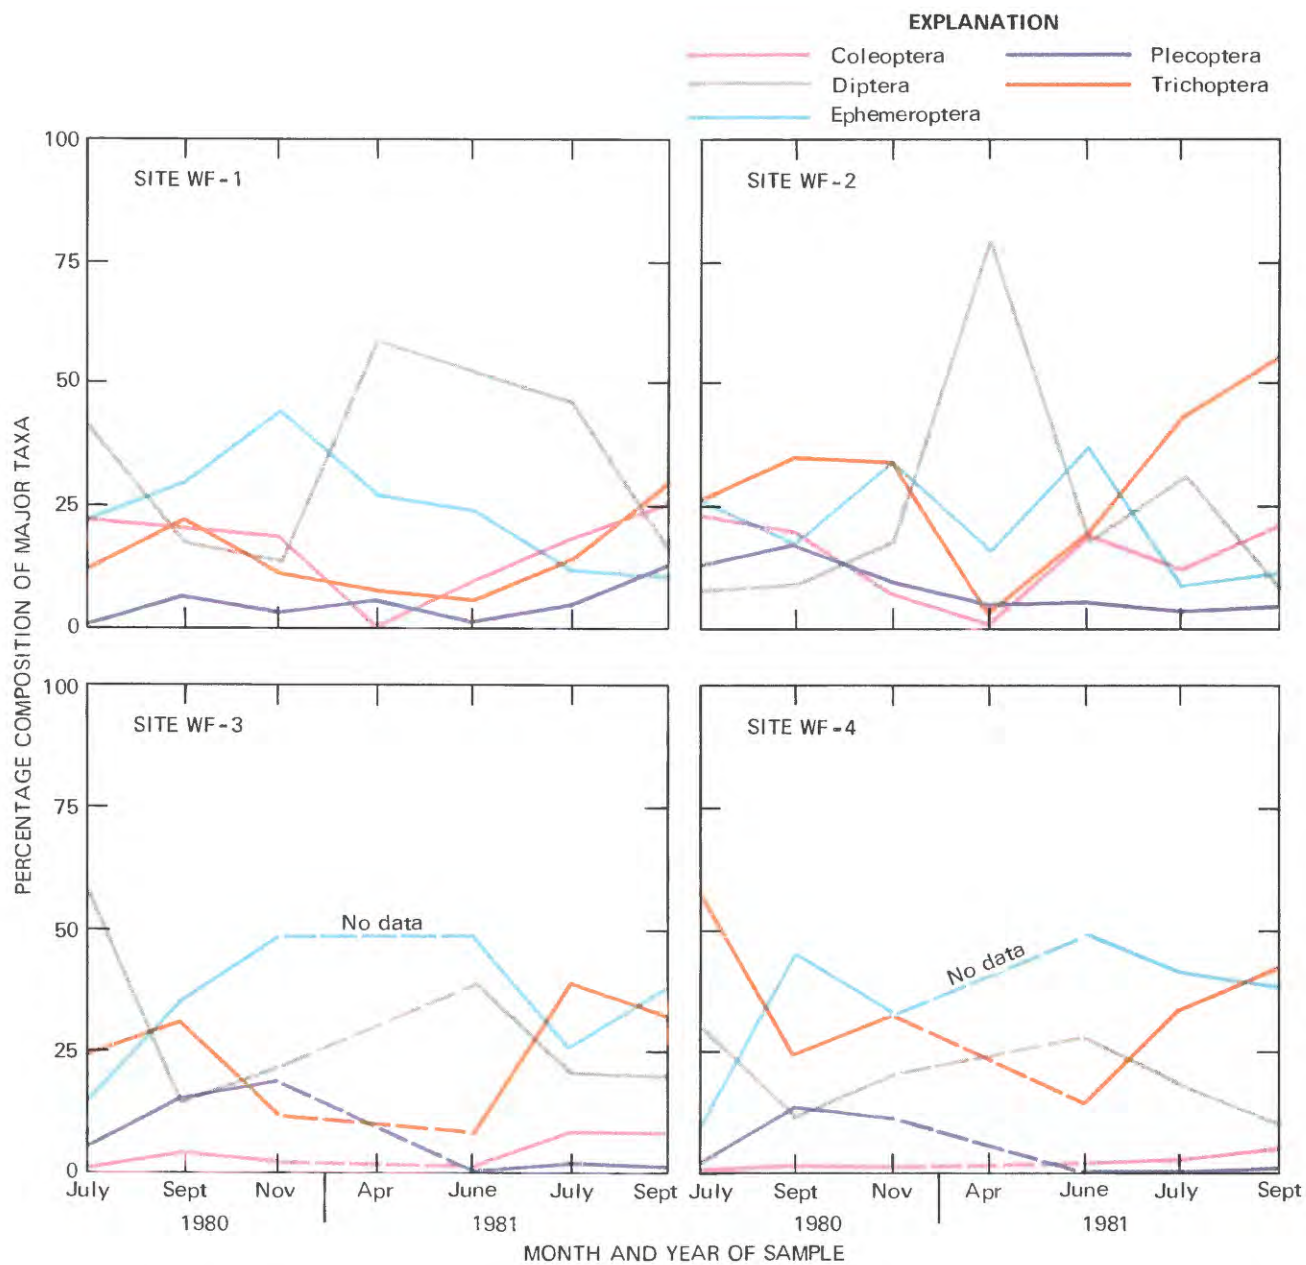 EXPLANATION
Coleoptera
Plecoptera
Diptera
Trichoptera
Ephemeroptera
PERCENTAGE COMPOSITION OF MAJOR TAXA
100
75
50
25
0
SITE WF-1
SITE WF-2
100
75
50
25
0
SITE WF-3
No data
SITE WF-4
No data
July Sept Nov Apr June July Sept
July Sept Nov Apr June July Sept
1980 1981
1980 1981
MONTH AND YEAR OF SAMPLE